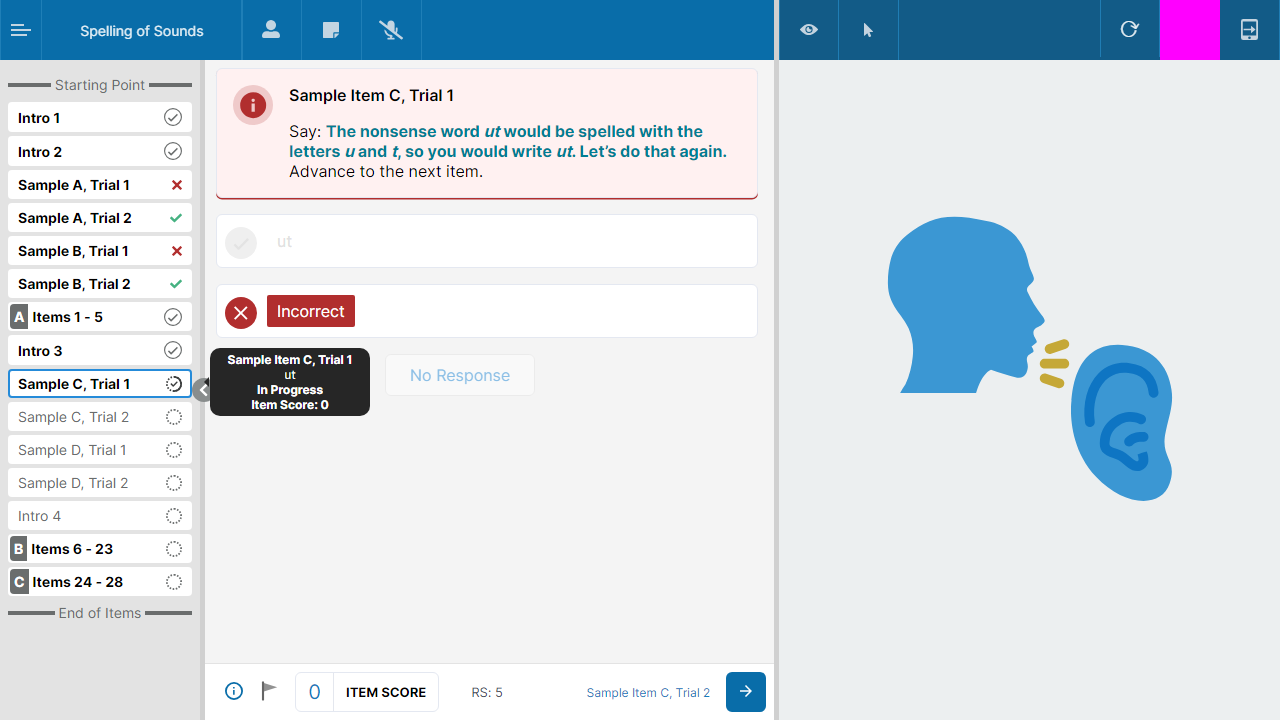 Spelling of Sounds
Starting Point
Intro 1
Intro 2
Sample A, Trial 1
Sample A, Trial 2
Sample B, Trial 1
Sample B, Trial 2
A Items 1 - 5
Intro 3
Sample C, Trial 1
Sample C, Trial 2
Sample D, Trial 1
Sample D, Trial 2
Intro 4
B Items 6 - 23
C Items 24 - 28
End of Items
Sample Item C, Trial 1
Say: The nonsense word ut would be spelled with the
letters u and t, so you would write ut. Let’s do that again.
Advance to the next item.
ut
Incorrect
Sample Item C, Trial 1
ut
In Progress
Item Score: 0
No Response
0 ITEM SCORE
RS: 5
Sample Item C, Trial 2